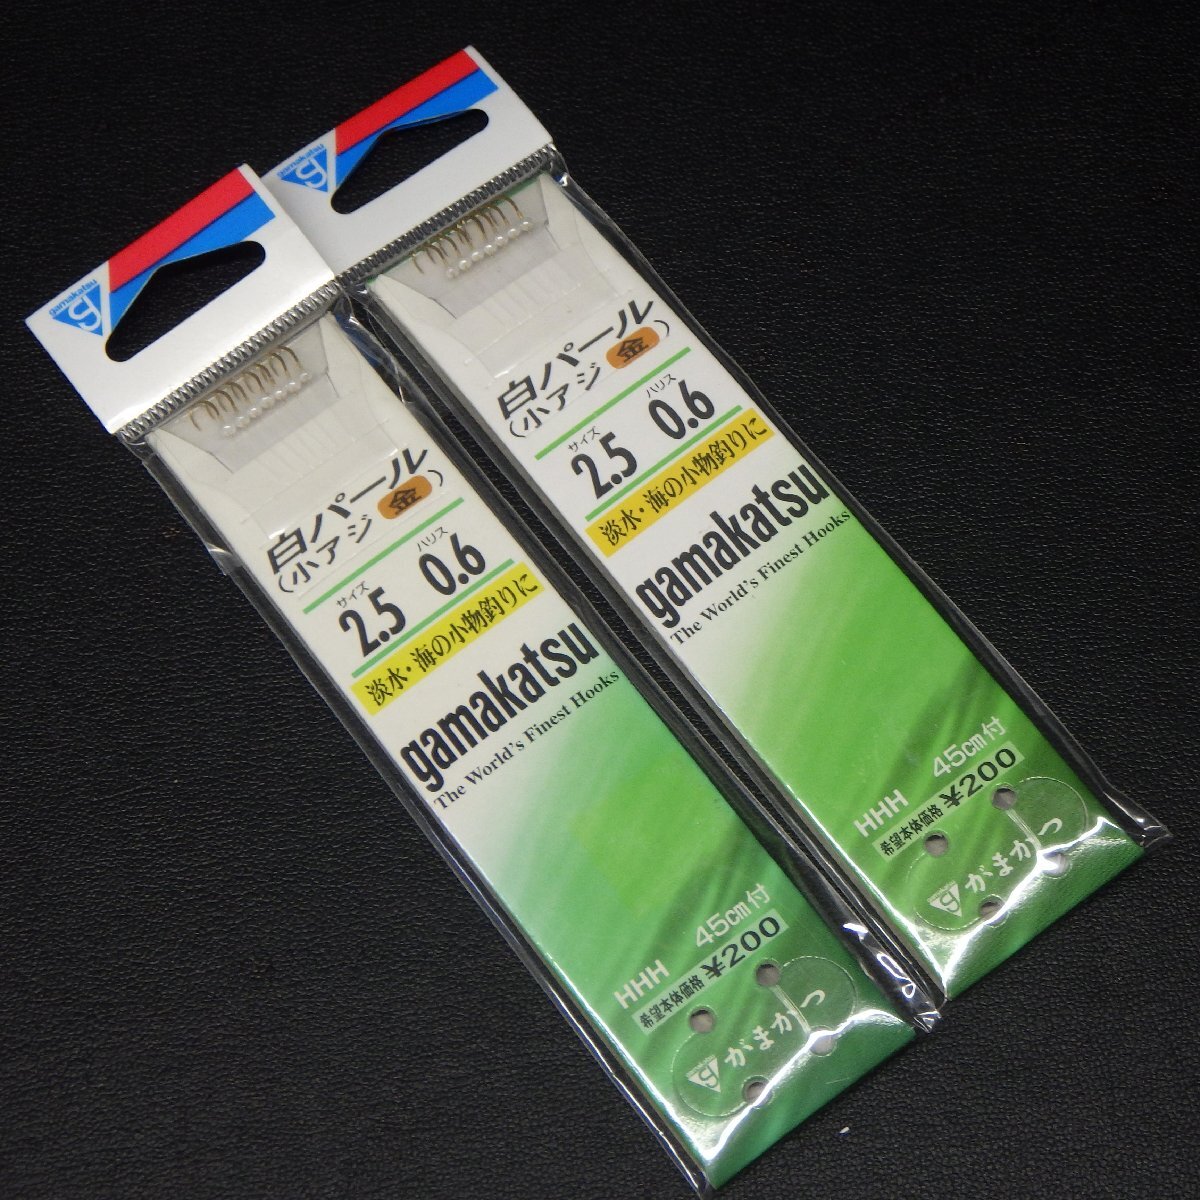 gamakatsu
g
白パール
(小アジ 金)
サイズ ハリス
2.5 0.6
淡水・海の小物釣りに
gamakatsu
The World's Finest Hooks
HHH 45cm付
希望本体価格 ¥200
g がまかつ
gamakatsu
g
白パール
(小アジ 金)
サイズ ハリス
2.5 0.6
淡水・海の小物釣りに
gamakatsu
The World's Finest Hooks
HHH 45cm付
希望本体価格 ¥200
g がまかつ